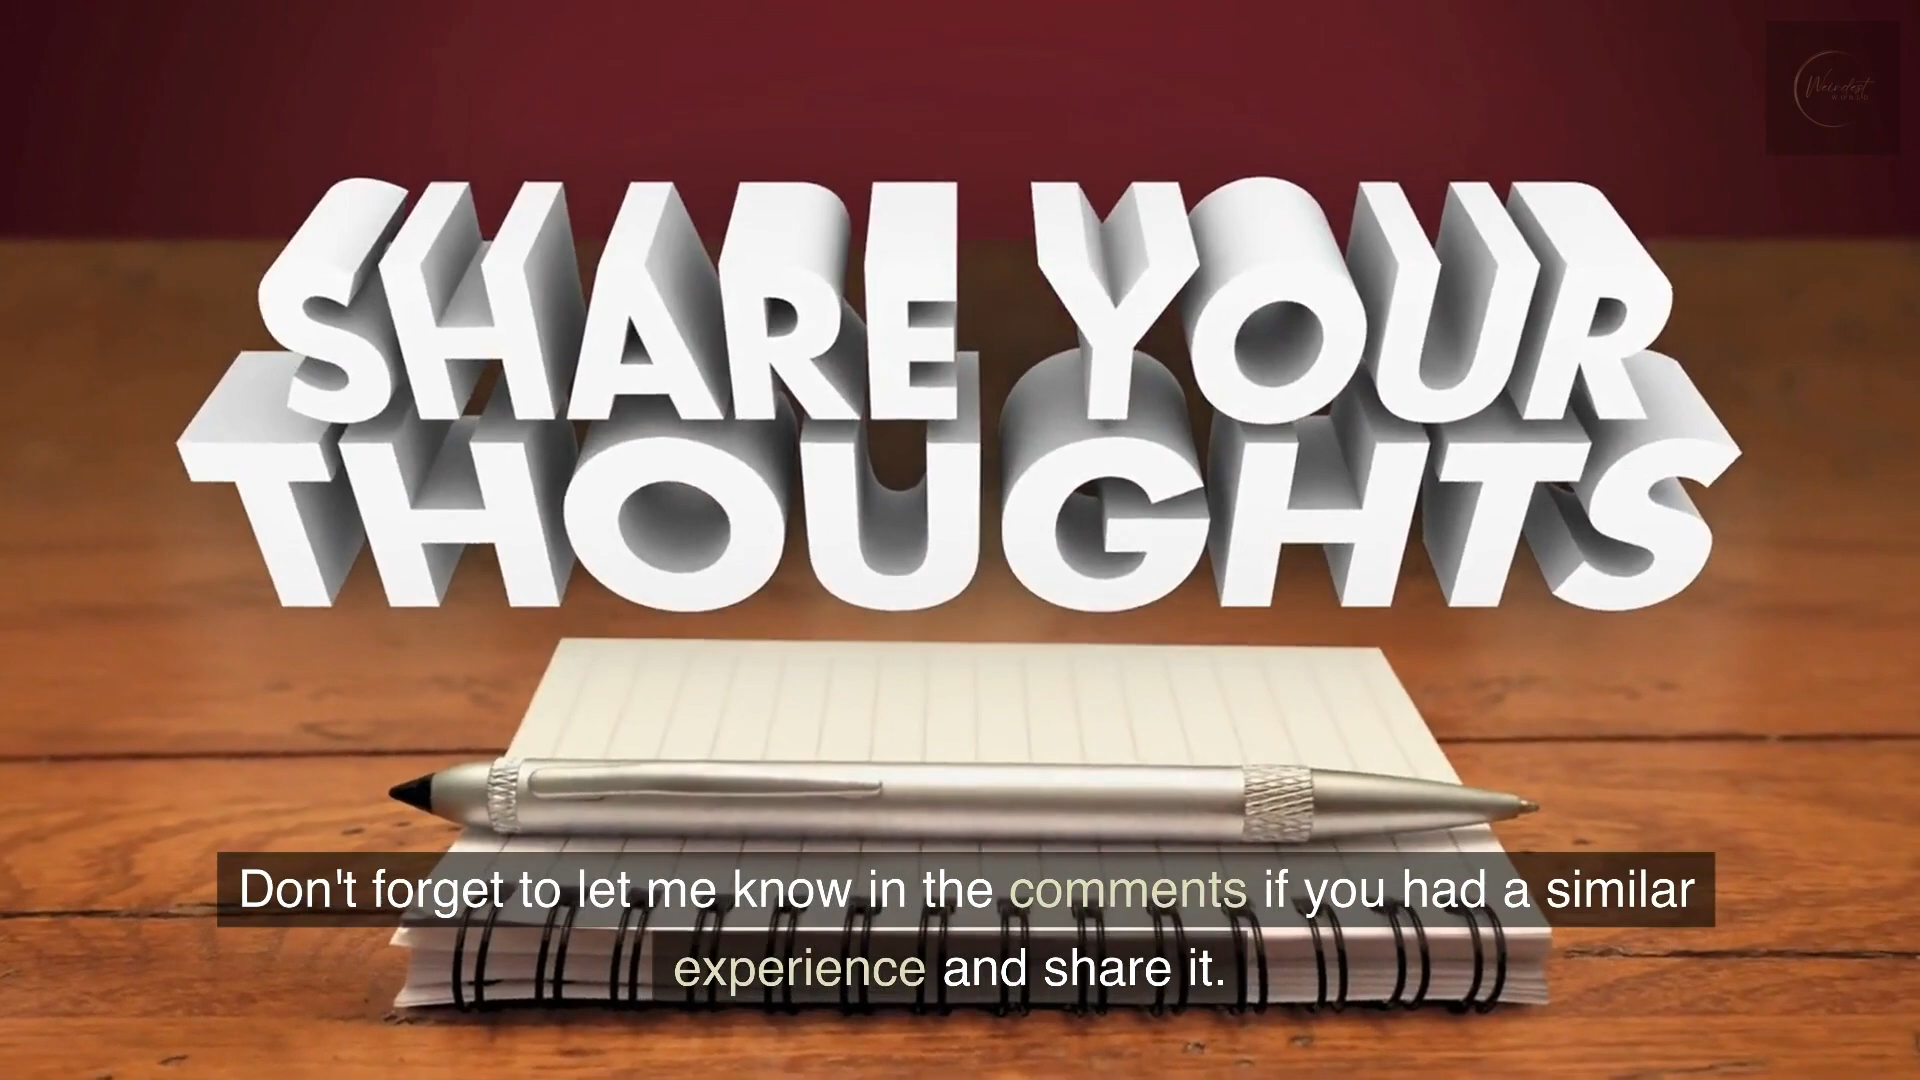 Weirdest
SHARE YOUR
THOUGHTS
Don't forget to let me know in the comments if you had a similar
experience and share it.